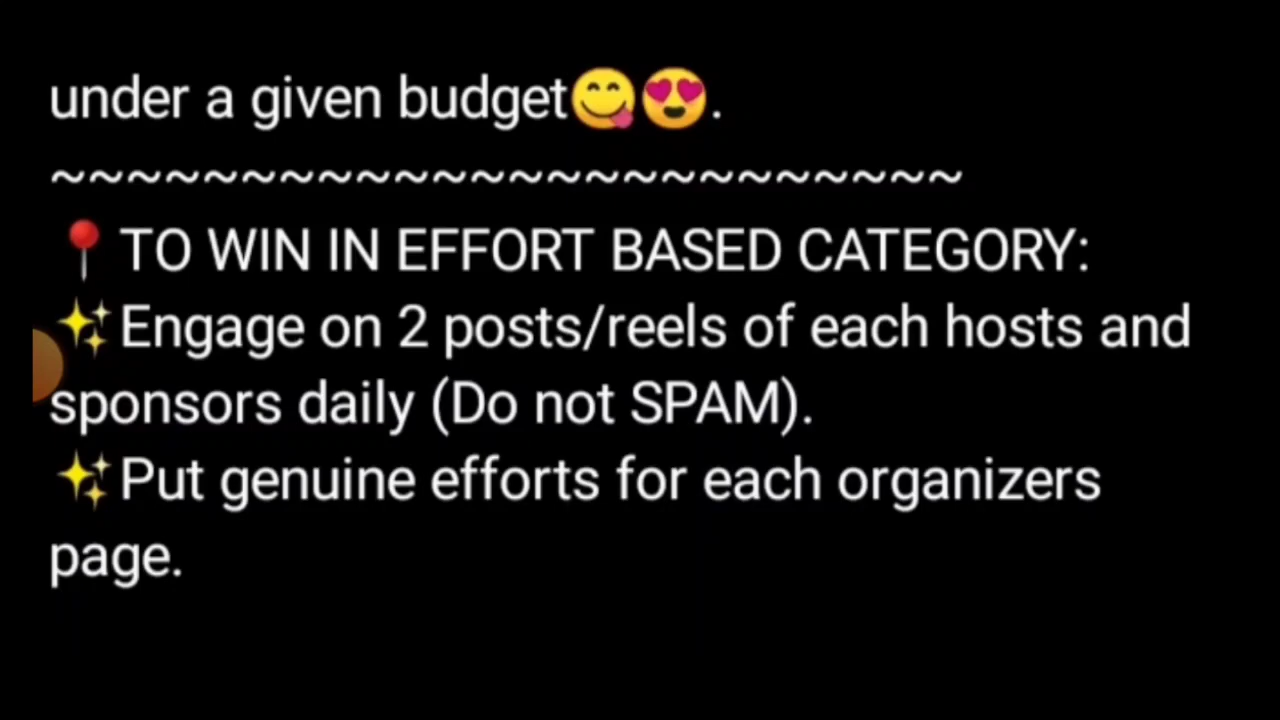 under a given budget😋😍.
~~~~~~~~~~~~~~~~~~~~~~~~
📍TO WIN IN EFFORT BASED CATEGORY:
✨Engage on 2 posts/reels of each hosts and
sponsors daily (Do not SPAM).
✨Put genuine efforts for each organizers
page.